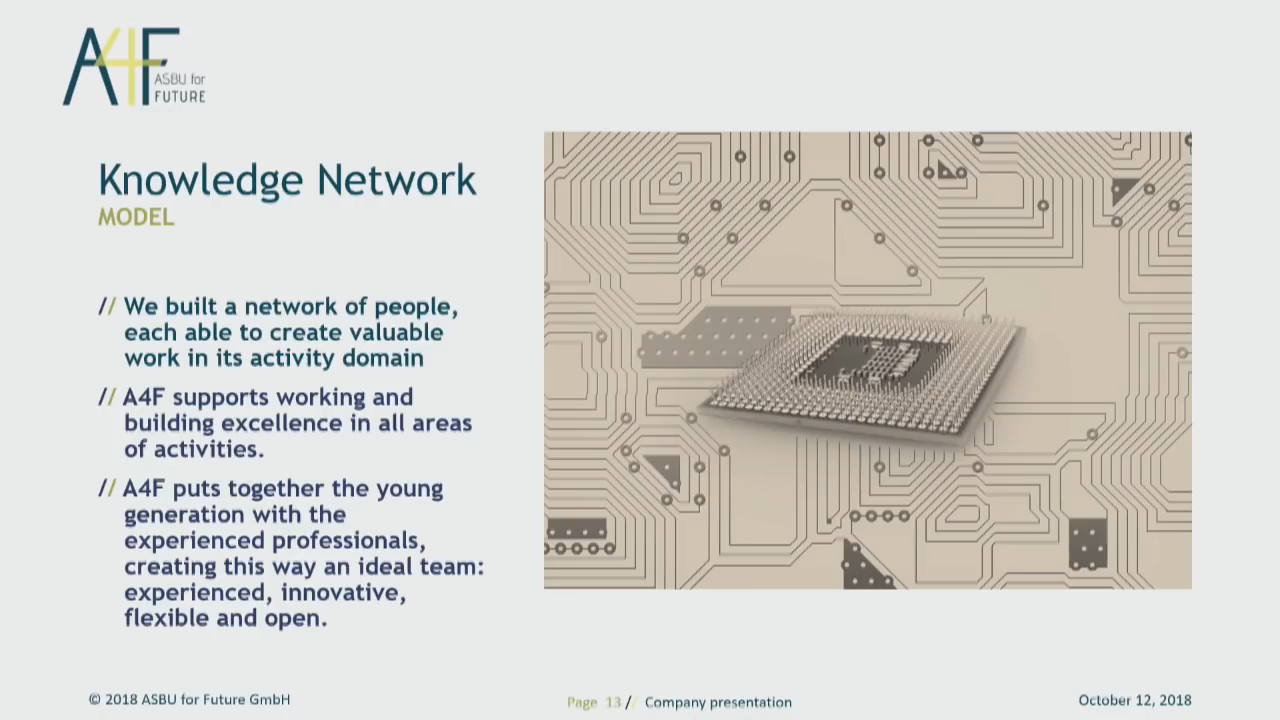 A4F
ASBU for
FUTURE
Knowledge Network
MODEL
// We built a network of people,
each able to create valuable
work in its activity domain
// A4F supports working and
building excellence in all areas
of activities.
// A4F puts together the young
generation with the
experienced professionals,
creating this way an ideal team:
experienced, innovative,
flexible and open.
© 2018 ASBU for Future GmbH
Page 13 // Company presentation
October 12, 2018